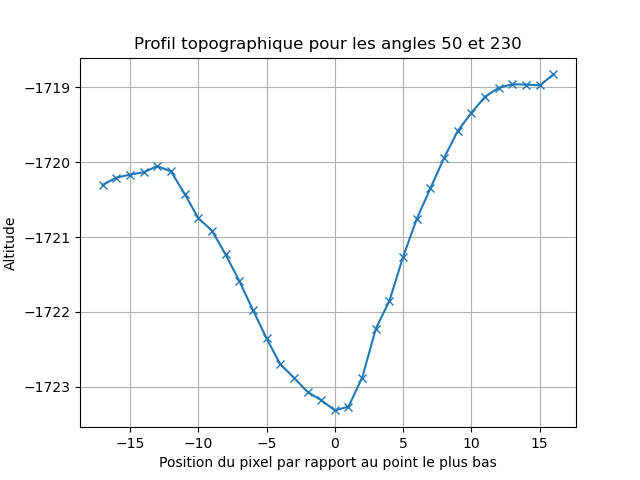 Profil topographique pour les angles 50 et 230
−1719
−1720
−1721
−1722
−1723
Altitude
−15 −10 −5 0 5 10 15
Position du pixel par rapport au point le plus bas